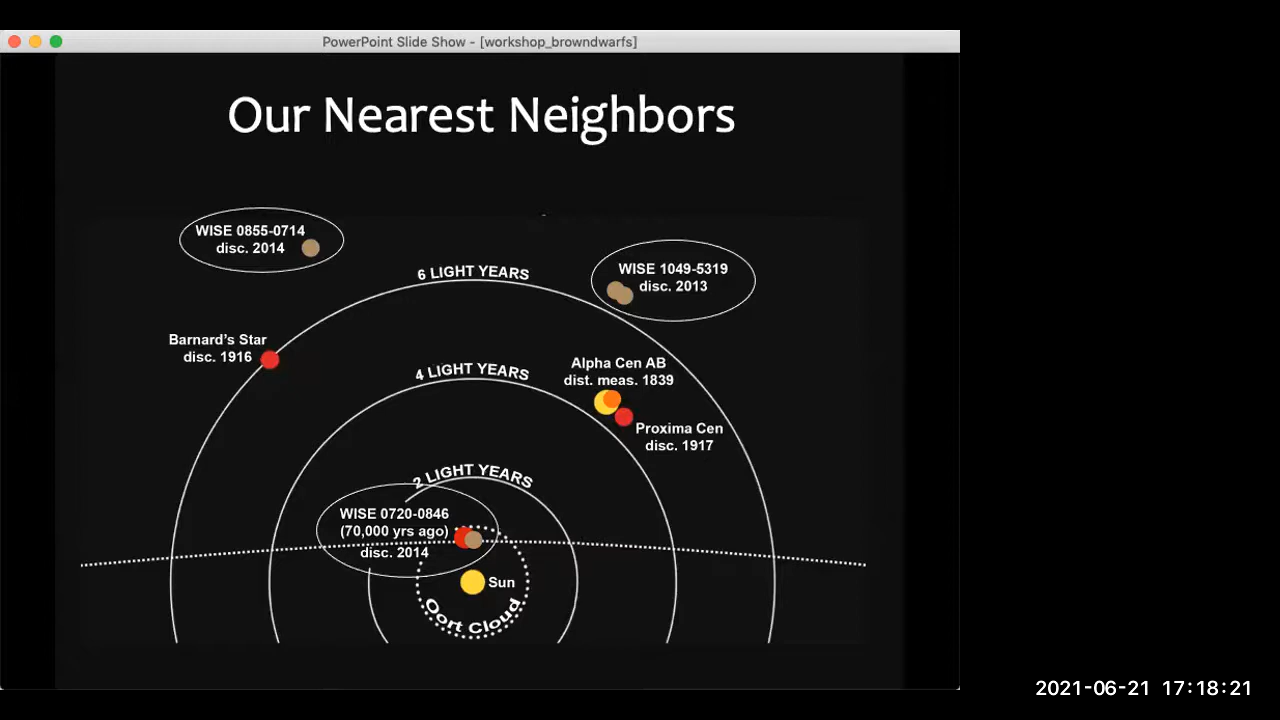 PowerPoint Slide Show - [workshop_browndwarfs]
Our Nearest Neighbors
WISE 0855-0714
disc. 2014
WISE 1049-5319
disc. 2013
6 LIGHT YEARS
Barnard's Star
disc. 1916
Alpha Cen AB
dist. meas. 1839
4 LIGHT YEARS
Proxima Cen
disc. 1917
2 LIGHT YEARS
WISE 0720-0846
(70,000 yrs ago)
disc. 2014
Sun
Oort Cloud
2021-06-21 17:18:21